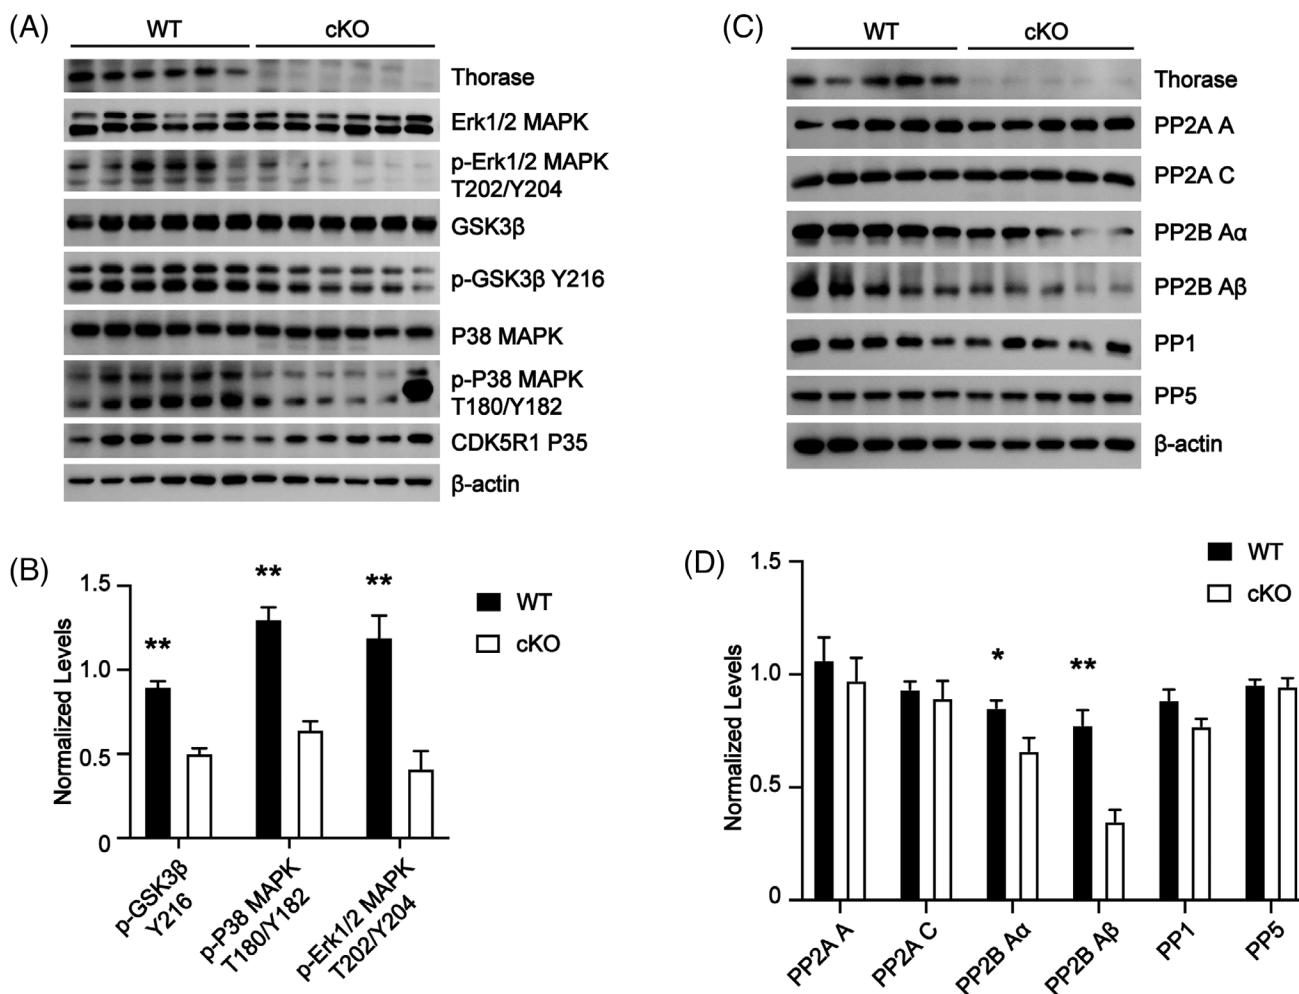 (A)
WT cKO
Thorase
Erk1/2 MAPK
p-Erk1/2 MAPK
T202/Y204
GSK3β
p-GSK3β Y216
P38 MAPK
p-P38 MAPK
T180/Y182
CDK5R1 P35
β-actin
(C)
WT cKO
Thorase
PP2A A
PP2A C
PP2B Aα
PP2B Aβ
PP1
PP5
β-actin
(B)
Normalized Levels
1.5
1.0
0.5
0
**
**
**
WT
cKO
p-GSK3β
Y216
p-P38 MAPK
T180/Y182
p-Erk1/2 MAPK
T202/Y204
(D)
Normalized Levels
1.5
1.0
0.5
0
*
**
WT
cKO
PP2A A
PP2A C
PP2B Aα
PP2B Aβ
PP1
PP5